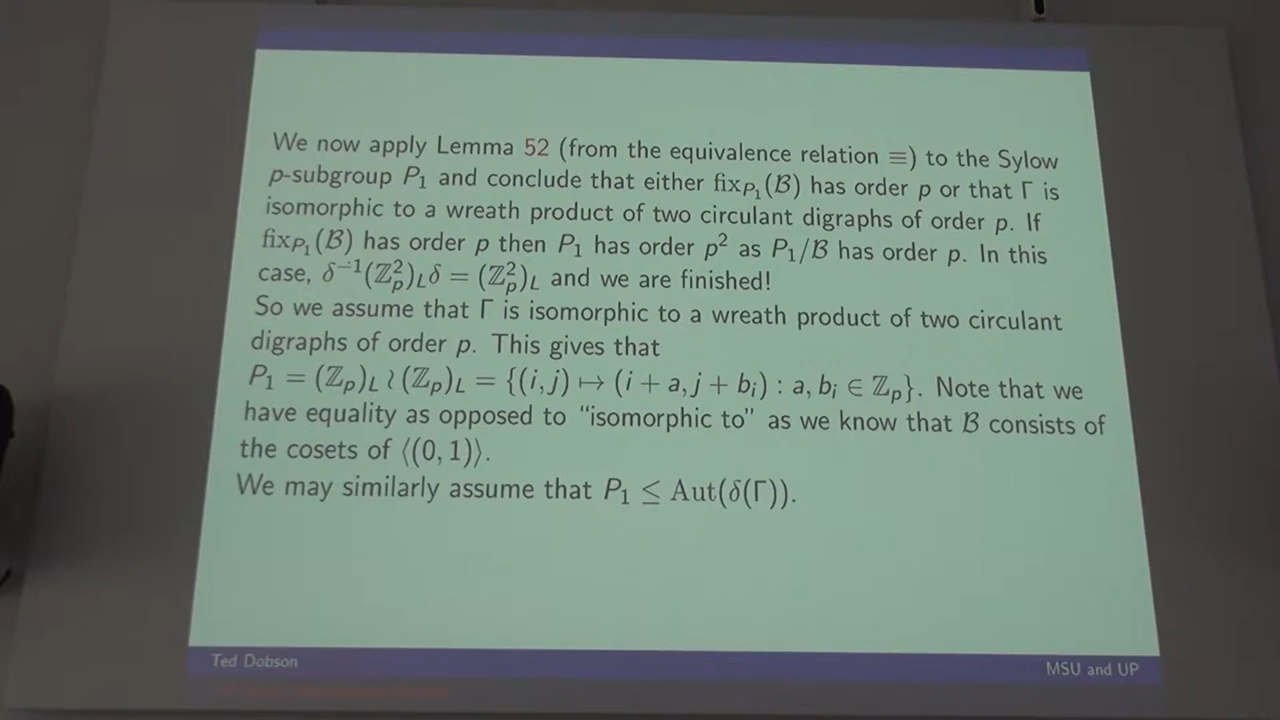 We now apply Lemma 52 (from the equivalence relation ≡) to the Sylow
p-subgroup P₁ and conclude that either fix_{P₁}(ℬ) has order p or that Γ is
isomorphic to a wreath product of two circulant digraphs of order p. If
fix_{P₁}(ℬ) has order p then P₁ has order p² as P₁/ℬ has order p. In this
case, δ⁻¹(ℤ_p²)_Lδ = (ℤ_p²)_L and we are finished!
So we assume that Γ is isomorphic to a wreath product of two circulant
digraphs of order p. This gives that
P₁ = (ℤ_p)_L ≀ (ℤ_p)_L = {(i, j) ↦ (i + a, j + b_i) : a, b_i ∈ ℤ_p}. Note that we
have equality as opposed to “isomorphic to” as we know that ℬ consists of
the cosets of ⟨(0, 1)⟩.
We may similarly assume that P₁ ≤ Aut(δ(Γ)).
Ted Dobson
MSU and UP